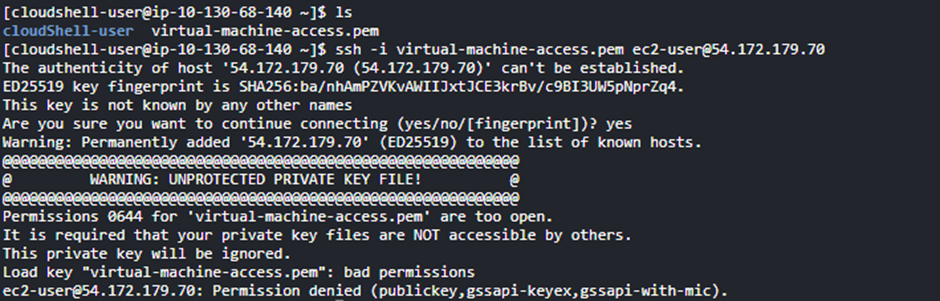 [cloudshell-user@ip-10-130-68-140 ~]$ ls
cloudShell-user  virtual-machine-access.pem
[cloudshell-user@ip-10-130-68-140 ~]$ ssh -i virtual-machine-access.pem ec2-user@54.172.179.70
The authenticity of host '54.172.179.70 (54.172.179.70)' can't be established.
ED25519 key fingerprint is SHA256:ba/nhAmPZVKvAWIIJxtJCE3krBv/c9BI3UW5pNprZq4.
This key is not known by any other names
Are you sure you want to continue connecting (yes/no/[fingerprint])? yes
Warning: Permanently added '54.172.179.70' (ED25519) to the list of known hosts.
@@@@@@@@@@@@@@@@@@@@@@@@@@@@@@@@@@@@@@@@@@@@@@@@@@@@@@@@@@@
@         WARNING: UNPROTECTED PRIVATE KEY FILE!          @
@@@@@@@@@@@@@@@@@@@@@@@@@@@@@@@@@@@@@@@@@@@@@@@@@@@@@@@@@@@
Permissions 0644 for 'virtual-machine-access.pem' are too open.
It is required that your private key files are NOT accessible by others.
This private key will be ignored.
Load key "virtual-machine-access.pem": bad permissions
ec2-user@54.172.179.70: Permission denied (publickey,gssapi-keyex,gssapi-with-mic).